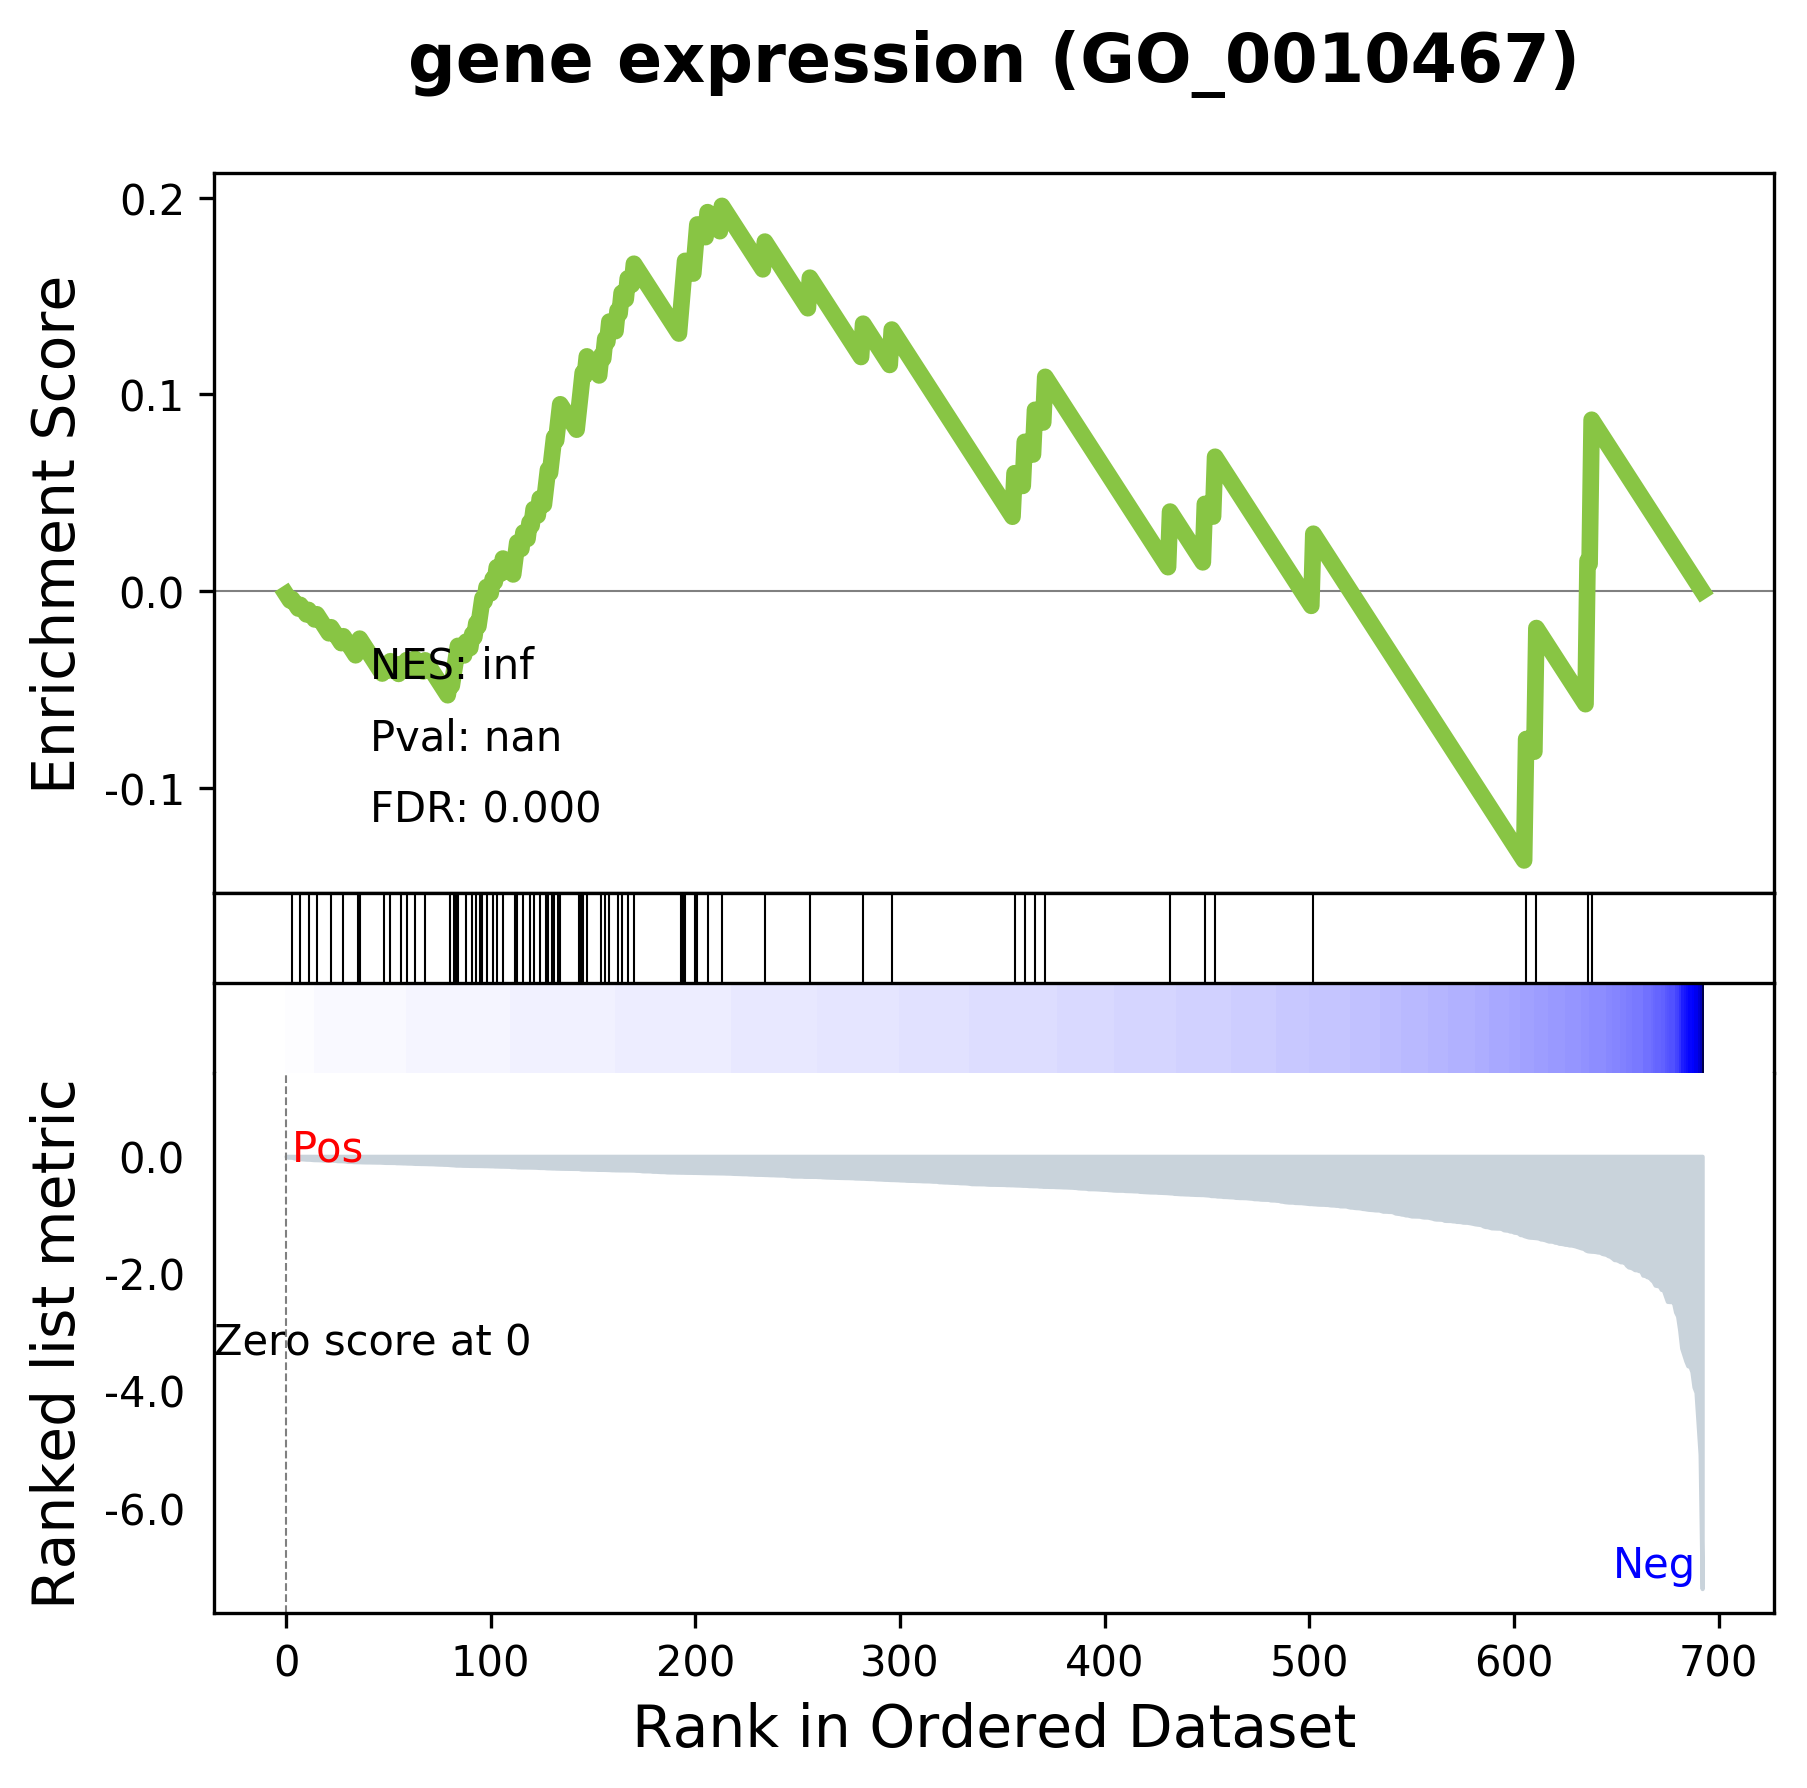 gene expression (GO_0010467)
Enrichment Score
0.2
0.1
0.0
-0.1
NES: inf
Pval: nan
FDR: 0.000
Ranked list metric
0.0
-2.0
-4.0
-6.0
Pos
Zero score at 0
Neg
0 100 200 300 400 500 600 700
Rank in Ordered Dataset